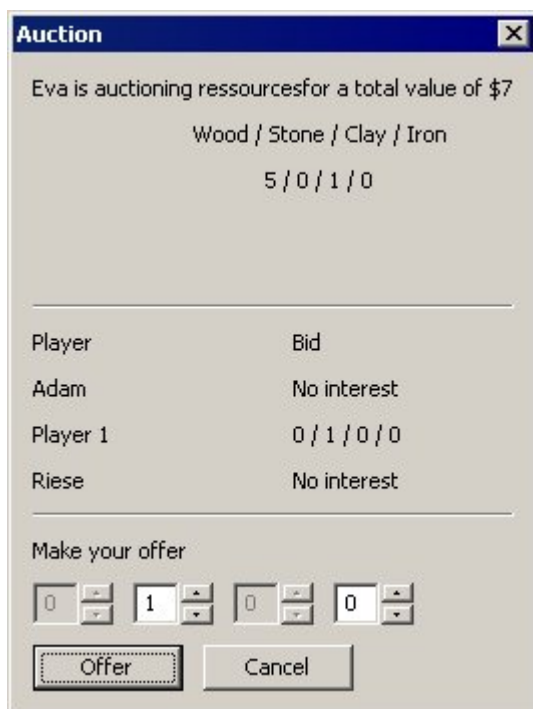 Auction
Eva is auctioning ressourcesfor a total value of $7
Wood / Stone / Clay / Iron
5 / 0 / 1 / 0
Player Bid
Adam No interest
Player 1 0 / 1 / 0 / 0
Riese No interest
Make your offer
0 1 0 0
Offer Cancel